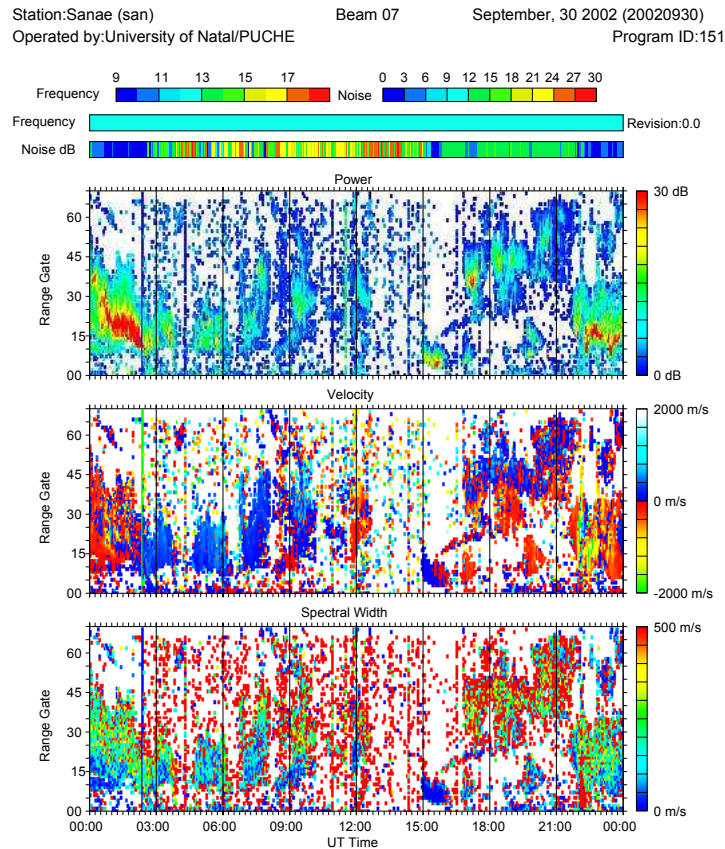 Station:Sanae (san) Beam 07 September, 30 2002 (20020930)
Operated by:University of Natal/PUCHE Program ID:151
9 11 13 15 17 0 3 6 9 12 15 18 21 24 27 30
Frequency Noise
Frequency Revision:0.0
Noise dB
Power
60 45 30 15 00
Range Gate
30 dB
0 dB
Velocity
60 45 30 15 00
Range Gate
2000 m/s
0 m/s
-2000 m/s
Spectral Width
60 45 30 15 00
Range Gate
500 m/s
0 m/s
00:00 03:00 06:00 09:00 12:00 15:00 18:00 21:00 00:00
UT Time